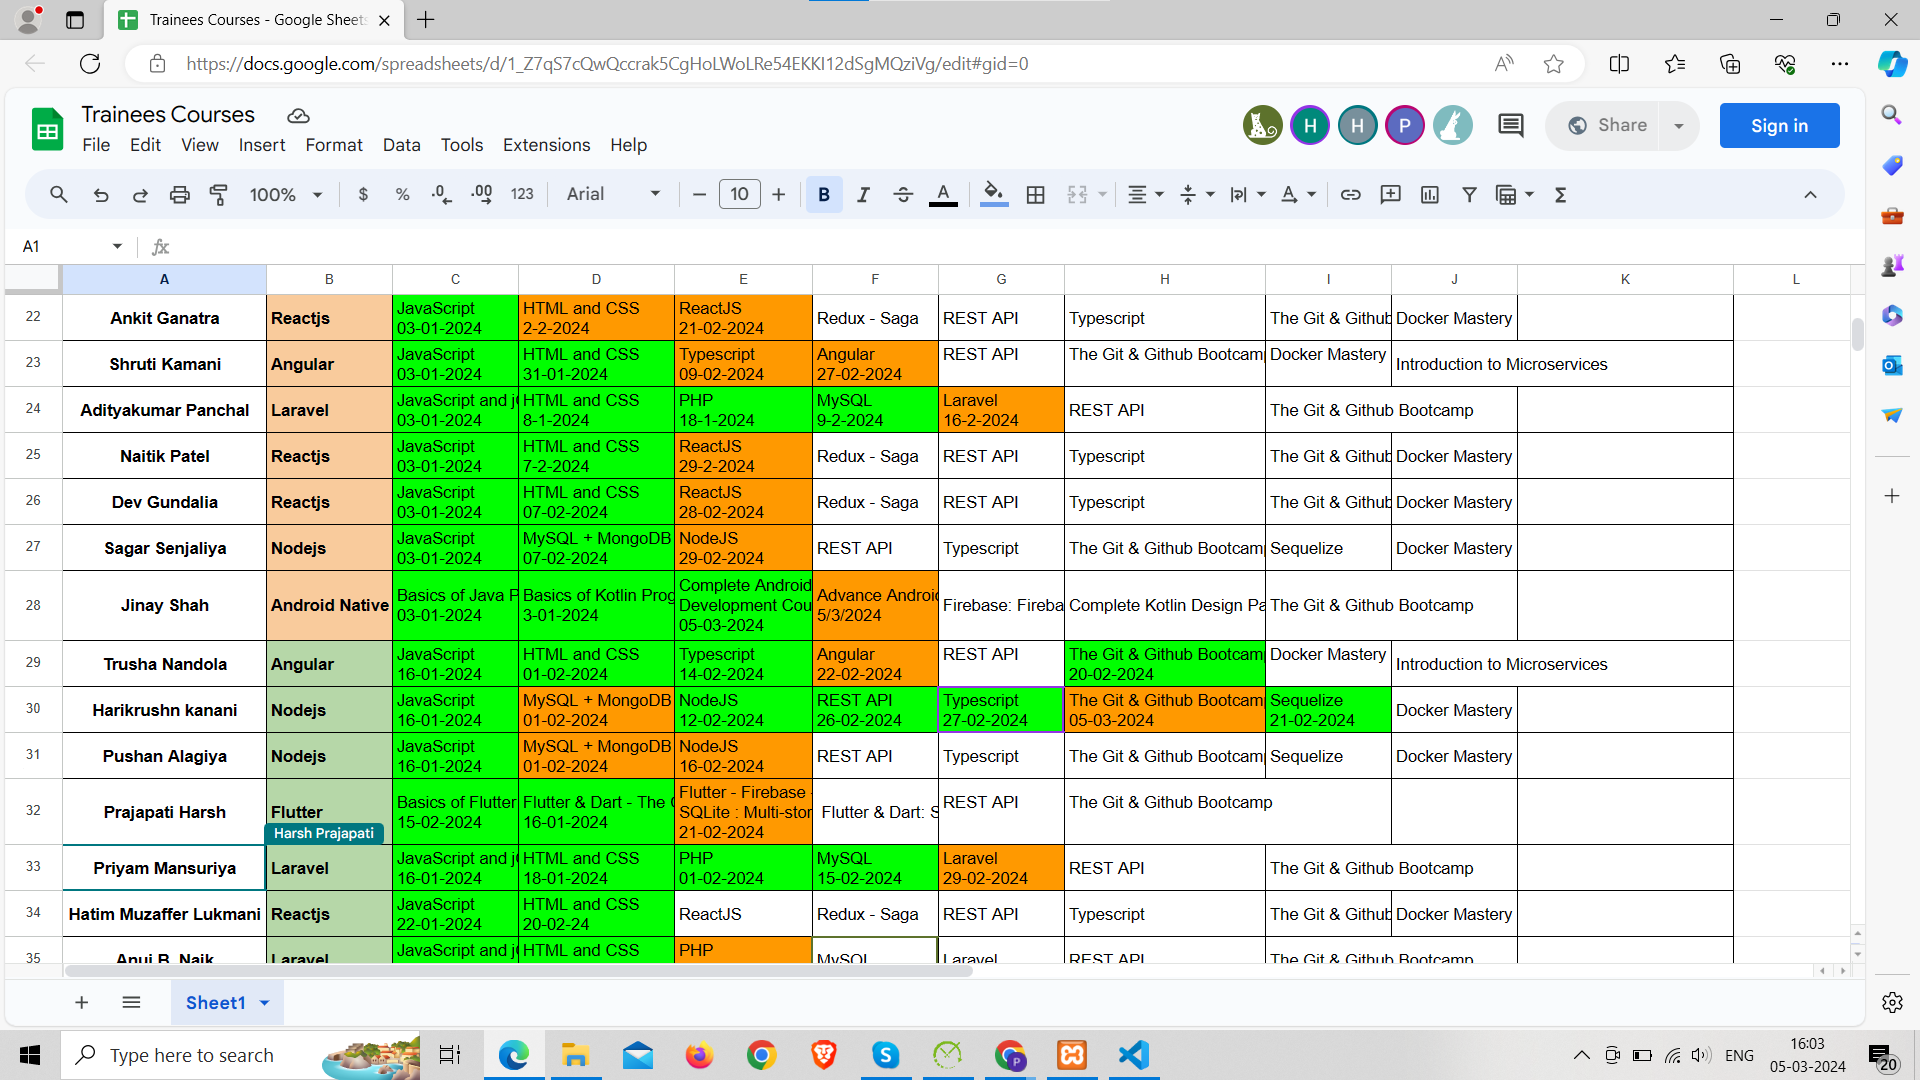 Trainees Courses - Google Sheets
https://docs.google.com/spreadsheets/d/1_Z7qS7cQwQccrak5CgHoLWoLRe54EKKI12dSgMQziVg/edit#gid=0
Trainees Courses
H H P
Share
Sign in
File Edit View Insert Format Data Tools Extensions Help
100% $ % .0 .00 123 Arial 10 B I A
A1 fx
A B C D E F G H I J K L
22 Ankit Ganatra Reactjs JavaScript 03-01-2024 HTML and CSS 2-2-2024 ReactJS 21-02-2024 Redux - Saga REST API Typescript The Git & Github Docker Mastery
23 Shruti Kamani Angular JavaScript 03-01-2024 HTML and CSS 31-01-2024 Typescript 09-02-2024 Angular 27-02-2024 REST API The Git & Github Bootcam Docker Mastery Introduction to Microservices
24 Adityakumar Panchal Laravel JavaScript and j 03-01-2024 HTML and CSS 8-1-2024 PHP 18-1-2024 MySQL 9-2-2024 Laravel 16-2-2024 REST API The Git & Github Bootcamp
25 Naitik Patel Reactjs JavaScript 03-01-2024 HTML and CSS 7-2-2024 ReactJS 29-2-2024 Redux - Saga REST API Typescript The Git & Github Docker Mastery
26 Dev Gundalia Reactjs JavaScript 03-01-2024 HTML and CSS 07-02-2024 ReactJS 28-02-2024 Redux - Saga REST API Typescript The Git & Github Docker Mastery
27 Sagar Senjaliya Nodejs JavaScript 03-01-2024 MySQL + MongoDB 07-02-2024 NodeJS 29-02-2024 REST API Typescript The Git & Github Bootcam Sequelize Docker Mastery
28 Jinay Shah Android Native Basics of Java P 03-01-2024 Basics of Kotlin Prog 3-01-2024 Complete Android Development Cou 05-03-2024 Advance Androi 5/3/2024 Firebase: Fireba Complete Kotlin Design Pa The Git & Github Bootcamp
29 Trusha Nandola Angular JavaScript 16-01-2024 HTML and CSS 01-02-2024 Typescript 14-02-2024 Angular 22-02-2024 REST API The Git & Github Bootcam 20-02-2024 Docker Mastery Introduction to Microservices
30 Harikrushn kanani Nodejs JavaScript 16-01-2024 MySQL + MongoDB 01-02-2024 NodeJS 12-02-2024 REST API 26-02-2024 Typescript 27-02-2024 The Git & Github Bootcam 05-03-2024 Sequelize 21-02-2024 Docker Mastery
31 Pushan Alagiya Nodejs JavaScript 16-01-2024 MySQL + MongoDB 01-02-2024 NodeJS 16-02-2024 REST API Typescript The Git & Github Bootcam Sequelize Docker Mastery
32 Prajapati Harsh Flutter Basics of Flutter 15-02-2024 Flutter & Dart - The 16-01-2024 Flutter - Firebase SQLite : Multi-stor 21-02-2024 Flutter & Dart: S REST API The Git & Github Bootcamp
Harsh Prajapati
33 Priyam Mansuriya Laravel JavaScript and j 16-01-2024 HTML and CSS 18-01-2024 PHP 01-02-2024 MySQL 15-02-2024 Laravel 29-02-2024 REST API The Git & Github Bootcamp
34 Hatim Muzaffer Lukmani Reactjs JavaScript 22-01-2024 HTML and CSS 20-02-24 ReactJS Redux - Saga REST API Typescript The Git & Github Docker Mastery
35 Anuj B. Naik Laravel JavaScript and j HTML and CSS PHP MySQL Laravel REST API The Git & Github Bootcamp
Sheet1
Type here to search
ENG
16:03
05-03-2024
20